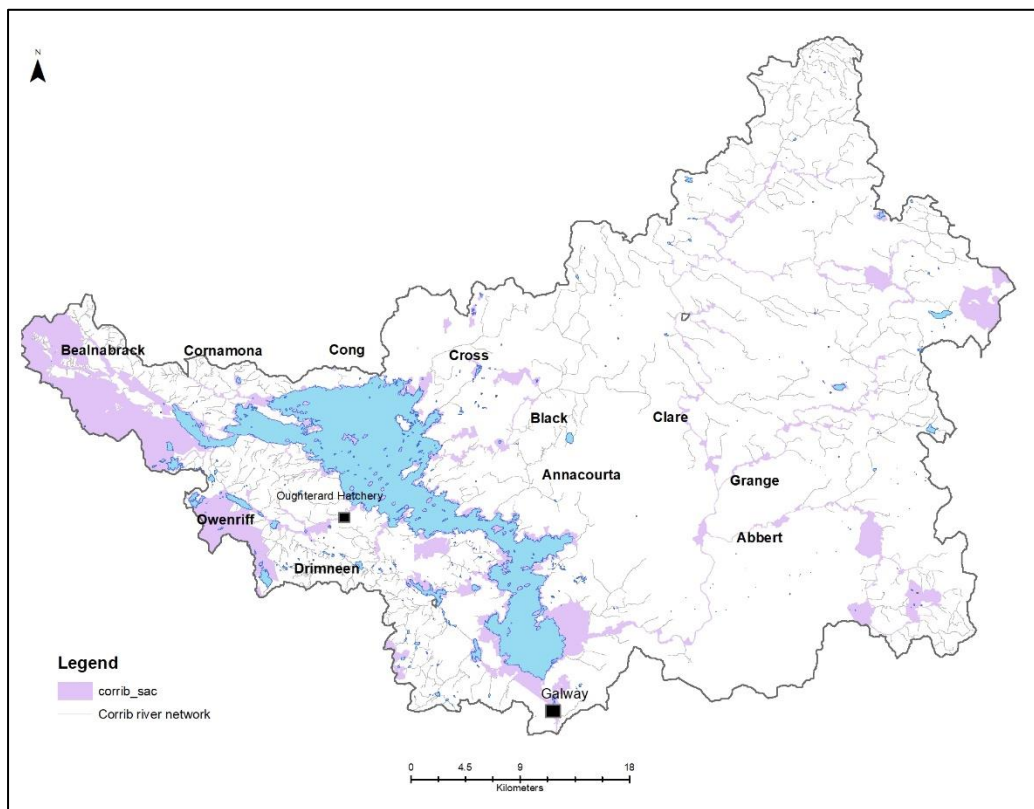 N
Bealnabrack
Cornamona
Cong
Cross
Black
Clare
Annacourta
Grange
Oughterard Hatchery
Owenriff
Abbert
Drimneen
Legend
corrib_sac
Corrib river network
Galway
0 4.5 9 18
Kilometers